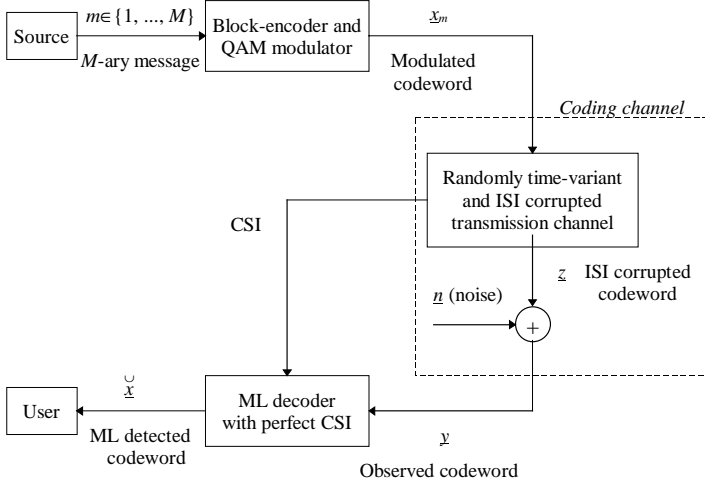 Source
m∈{1, ..., M}
M-ary message
Block-encoder and
QAM modulator
x_m
Modulated
codeword
Coding channel
Randomly time-variant
and ISI corrupted
transmission channel
CSI
z ISI corrupted
codeword
n (noise)
+
User
x̆
ML detected
codeword
ML decoder
with perfect CSI
y
Observed codeword